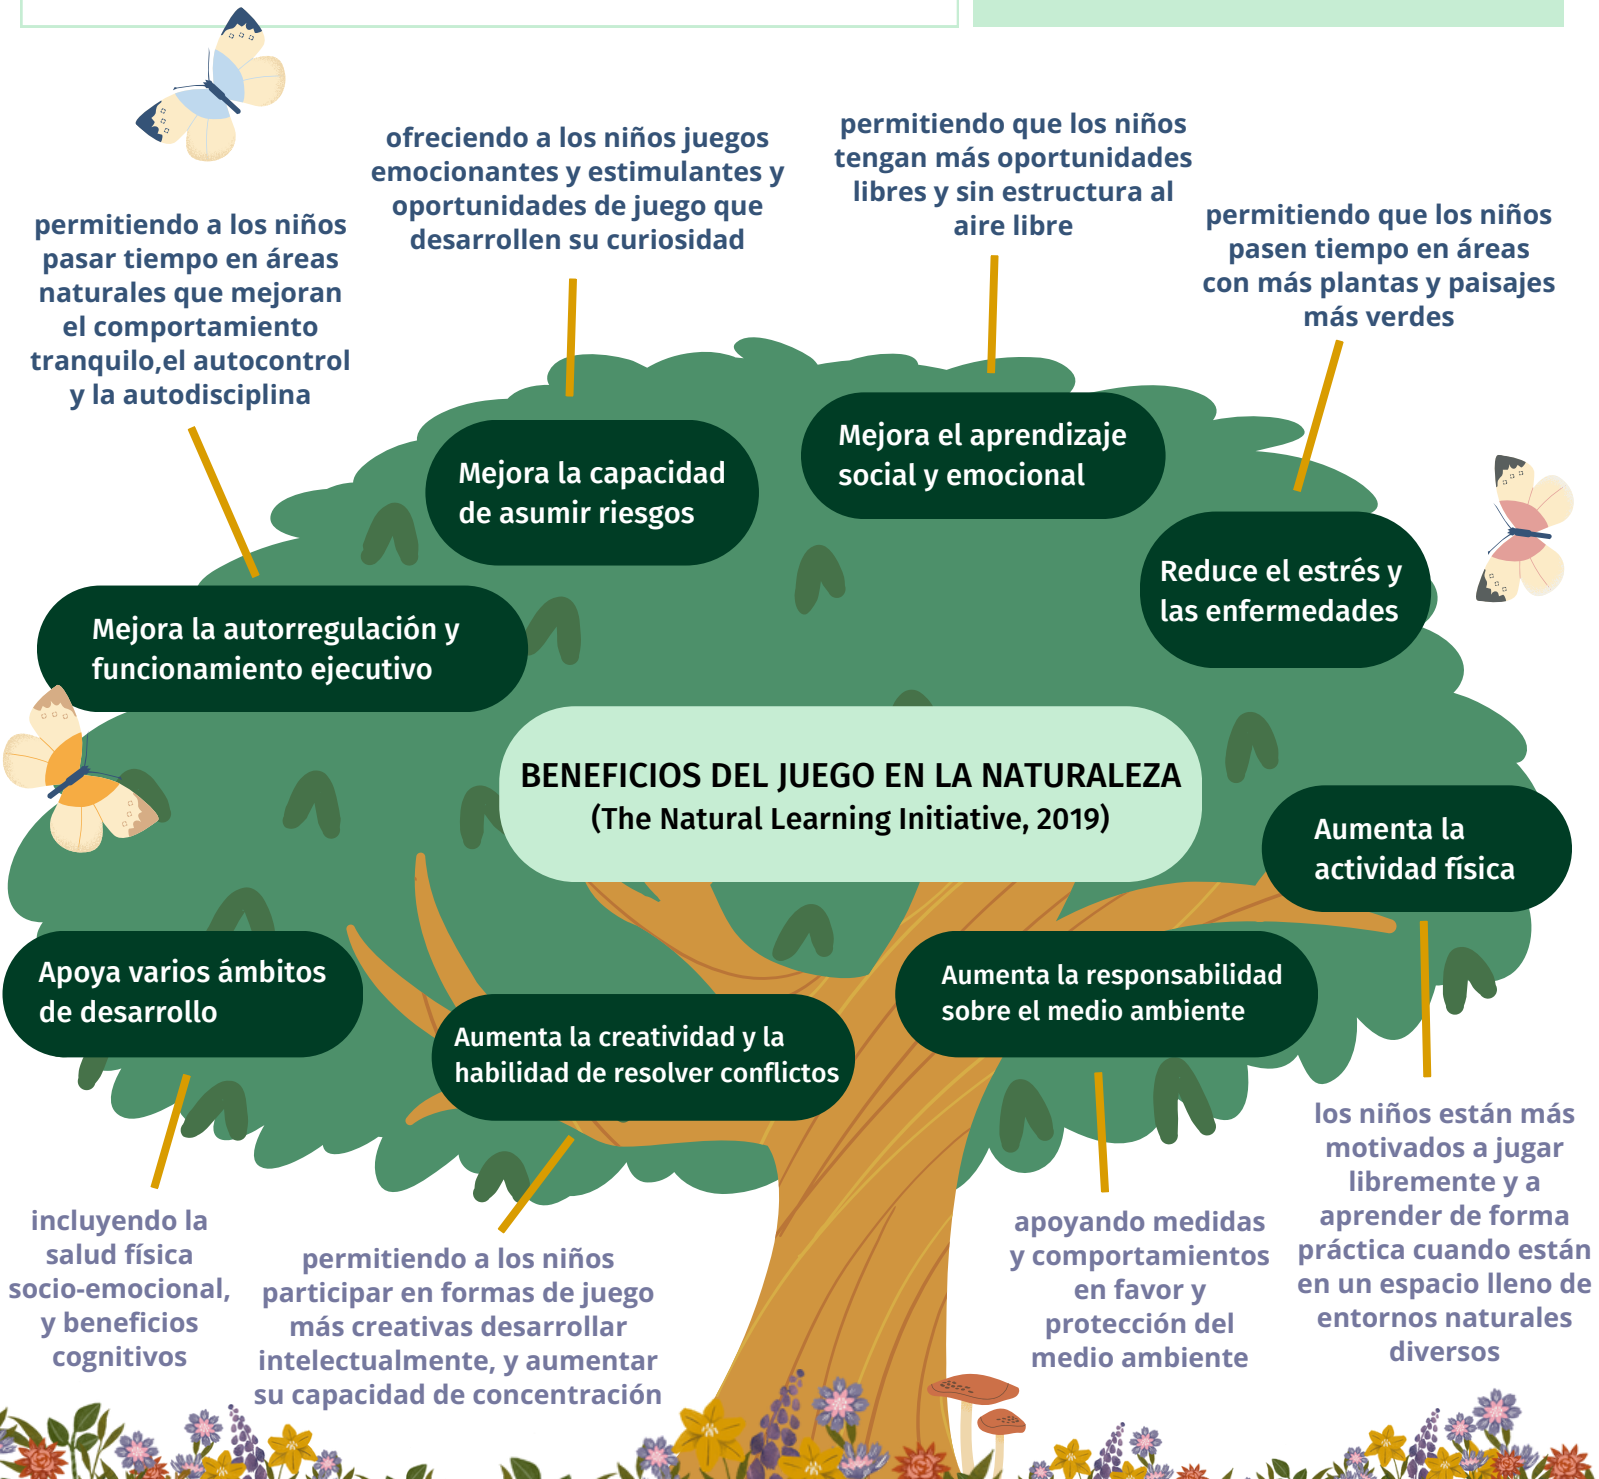 permitiendo a los niños
pasar tiempo en áreas
naturales que mejoran
el comportamiento
tranquilo,el autocontrol
y la autodisciplina
ofreciendo a los niños juegos
emocionantes y estimulantes y
oportunidades de juego que
desarrollen su curiosidad
permitiendo que los niños
tengan más oportunidades
libres y sin estructura al
aire libre
permitiendo que los niños
pasen tiempo en áreas
con más plantas y paisajes
más verdes
Mejora la autorregulación y
funcionamiento ejecutivo
Mejora la capacidad
de asumir riesgos
Mejora el aprendizaje
social y emocional
Reduce el estrés y
las enfermedades
BENEFICIOS DEL JUEGO EN LA NATURALEZA
(The Natural Learning Initiative, 2019)
Apoya varios ámbitos
de desarrollo
Aumenta la creatividad y la
habilidad de resolver conflictos
Aumenta la responsabilidad
sobre el medio ambiente
Aumenta la
actividad física
incluyendo la
salud física
socio-emocional,
y beneficios
cognitivos
permitiendo a los niños
participar en formas de juego
más creativas desarrollar
intelectualmente, y aumentar
su capacidad de concentración
apoyando medidas
y comportamientos
en favor y
protección del
medio ambiente
los niños están más
motivados a jugar
libremente y a
aprender de forma
práctica cuando están
en un espacio lleno de
entornos naturales
diversos